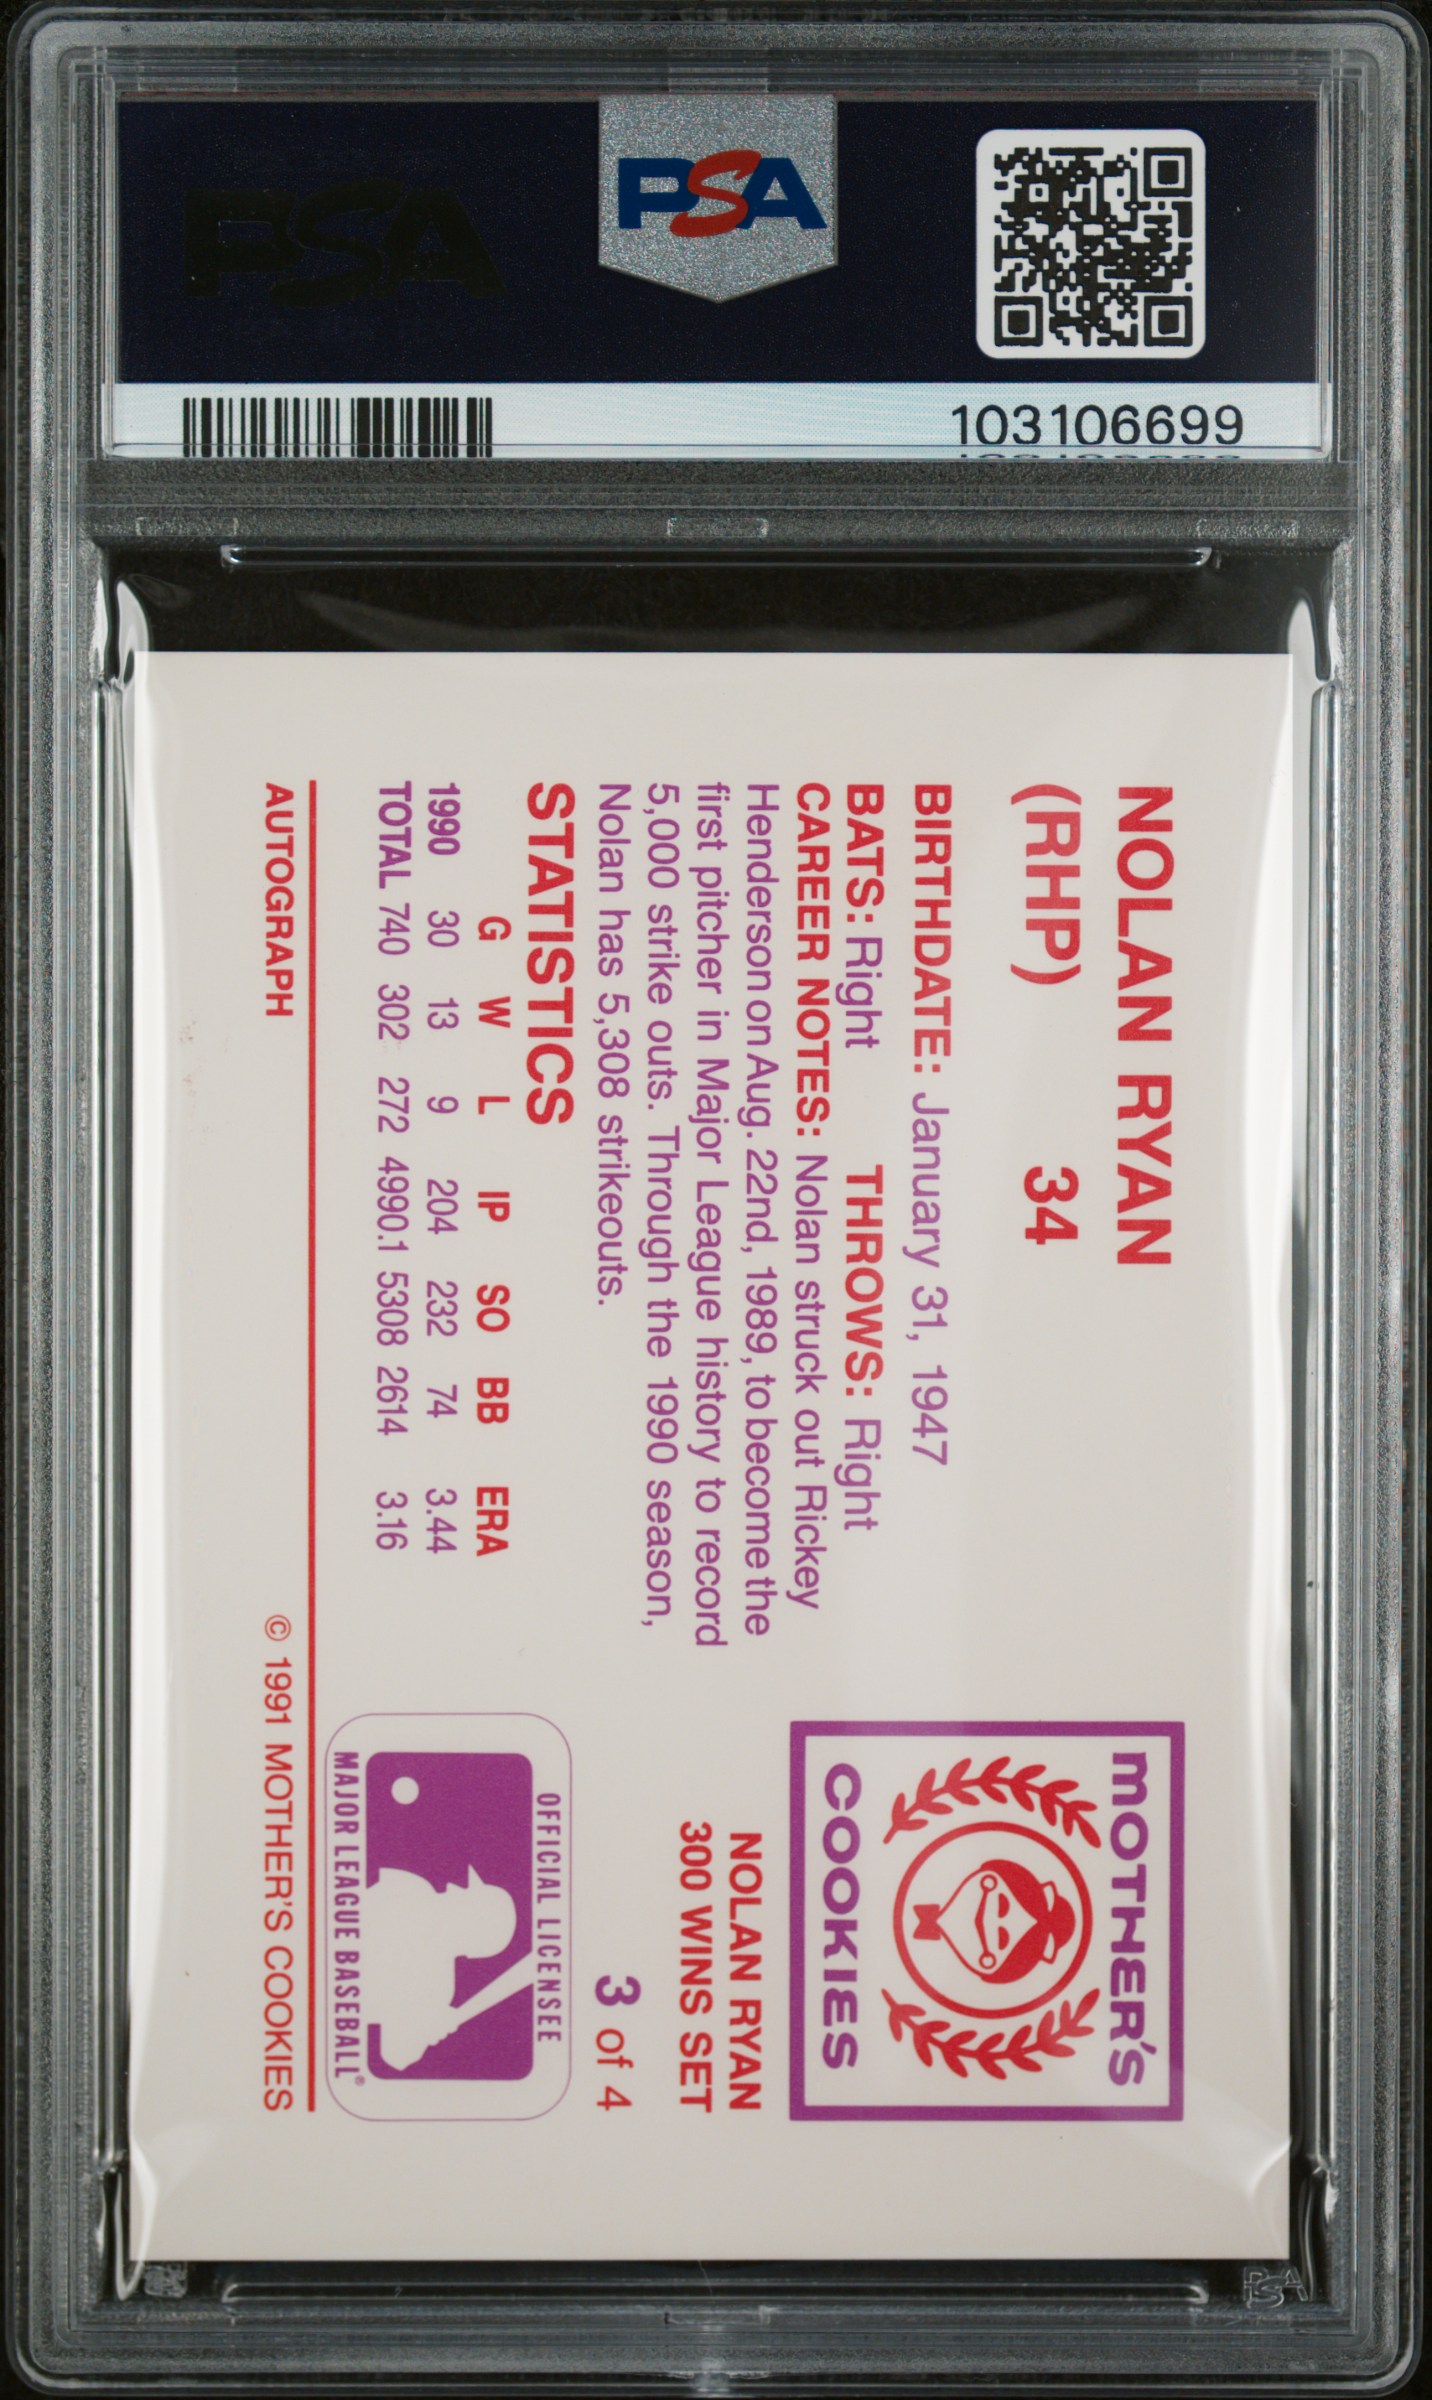 PSA
PSA
103106699
NOLAN RYAN
(RHP) 34
BIRTHDATE: January 31, 1947
BATS: Right THROWS: Right
CAREER NOTES: Nolan struck out Rickey
Henderson on Aug. 22nd, 1989, to become the
first pitcher in Major League history to record
5,000 strike outs. Through the 1990 season,
Nolan has 5,308 strikeouts.
STATISTICS
G W L IP SO BB ERA
1990 30 13 9 204 232 74 3.44
TOTAL 740 302 272 4990.1 5308 2614 3.16
AUTOGRAPH
© 1991 MOTHER'S COOKIES
MOTHER'S
COOKIES
NOLAN RYAN
300 WINS SET
3 of 4
OFFICIAL LICENSEE
MAJOR LEAGUE BASEBALL®
PSA